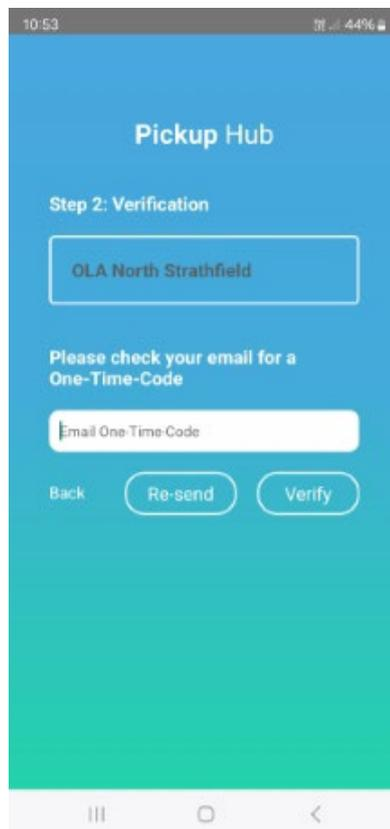 10:53 44%
Pickup Hub
Step 2: Verification
OLA North Strathfield
Please check your email for a
One-Time-Code
Email One-Time-Code
Back Re-send Verify